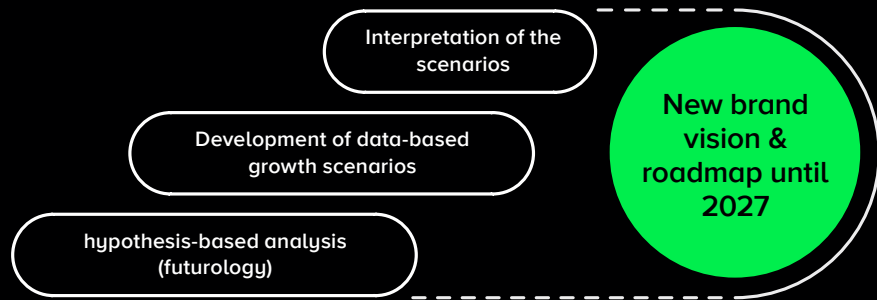 Interpretation of the
scenarios
Development of data-based
growth scenarios
hypothesis-based analysis
(futurology)
New brand
vision &
roadmap until
2027